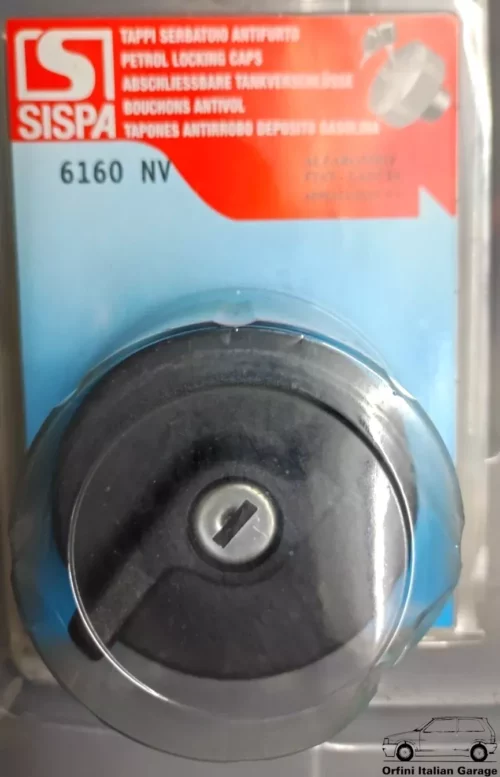 TAPPI SERBATOIO ANTIFURTO
PETROL LOCKING CAPS
ABSCHLIESSBARE TANKVERSCHLÜSSE
BOUCHONS ANTIVOL
TAPONES ANTIRROBO DEPOSITO GASOLINA
SISPA
6160 NV
Orfini Italian Garage